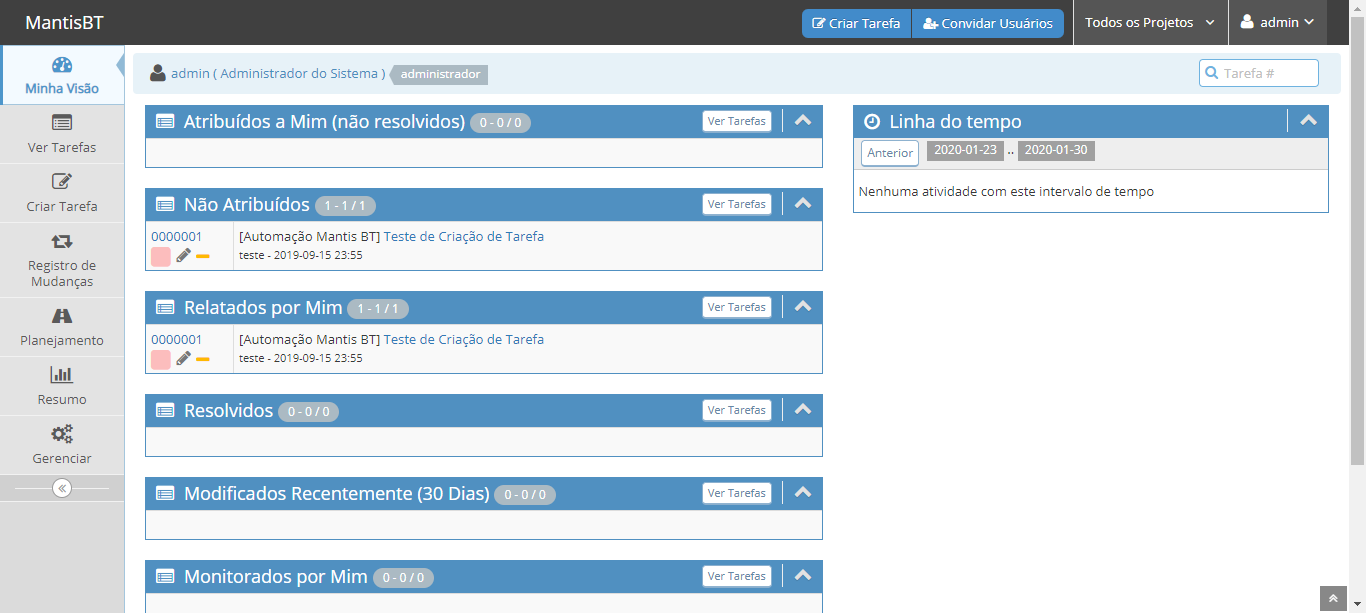 MantisBT
Criar Tarefa
Convidar Usuários
Todos os Projetos
admin
Minha Visão
Ver Tarefas
Criar Tarefa
Registro de
Mudanças
Planejamento
Resumo
Gerenciar
admin ( Administrador do Sistema ) administrador
Tarefa #
Atribuídos a Mim (não resolvidos) 0 - 0 / 0
Ver Tarefas
Não Atribuídos 1 - 1 / 1
Ver Tarefas
0000001
[Automação Mantis BT] Teste de Criação de Tarefa
teste - 2019-09-15 23:55
Relatados por Mim 1 - 1 / 1
Ver Tarefas
0000001
[Automação Mantis BT] Teste de Criação de Tarefa
teste - 2019-09-15 23:55
Resolvidos 0 - 0 / 0
Ver Tarefas
Modificados Recentemente (30 Dias) 0 - 0 / 0
Ver Tarefas
Monitorados por Mim 0 - 0 / 0
Ver Tarefas
Linha do tempo
Anterior 2020-01-23 .. 2020-01-30
Nenhuma atividade com este intervalo de tempo